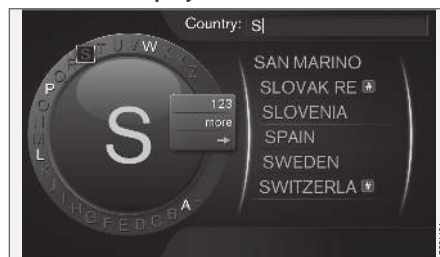 Country: S
S
123
more
SAN MARINO
SLOVAK RE #
SLOVENIA
SPAIN
SWEDEN
SWITZERLA #
S T U V W
P
L
A
H G F E D C B